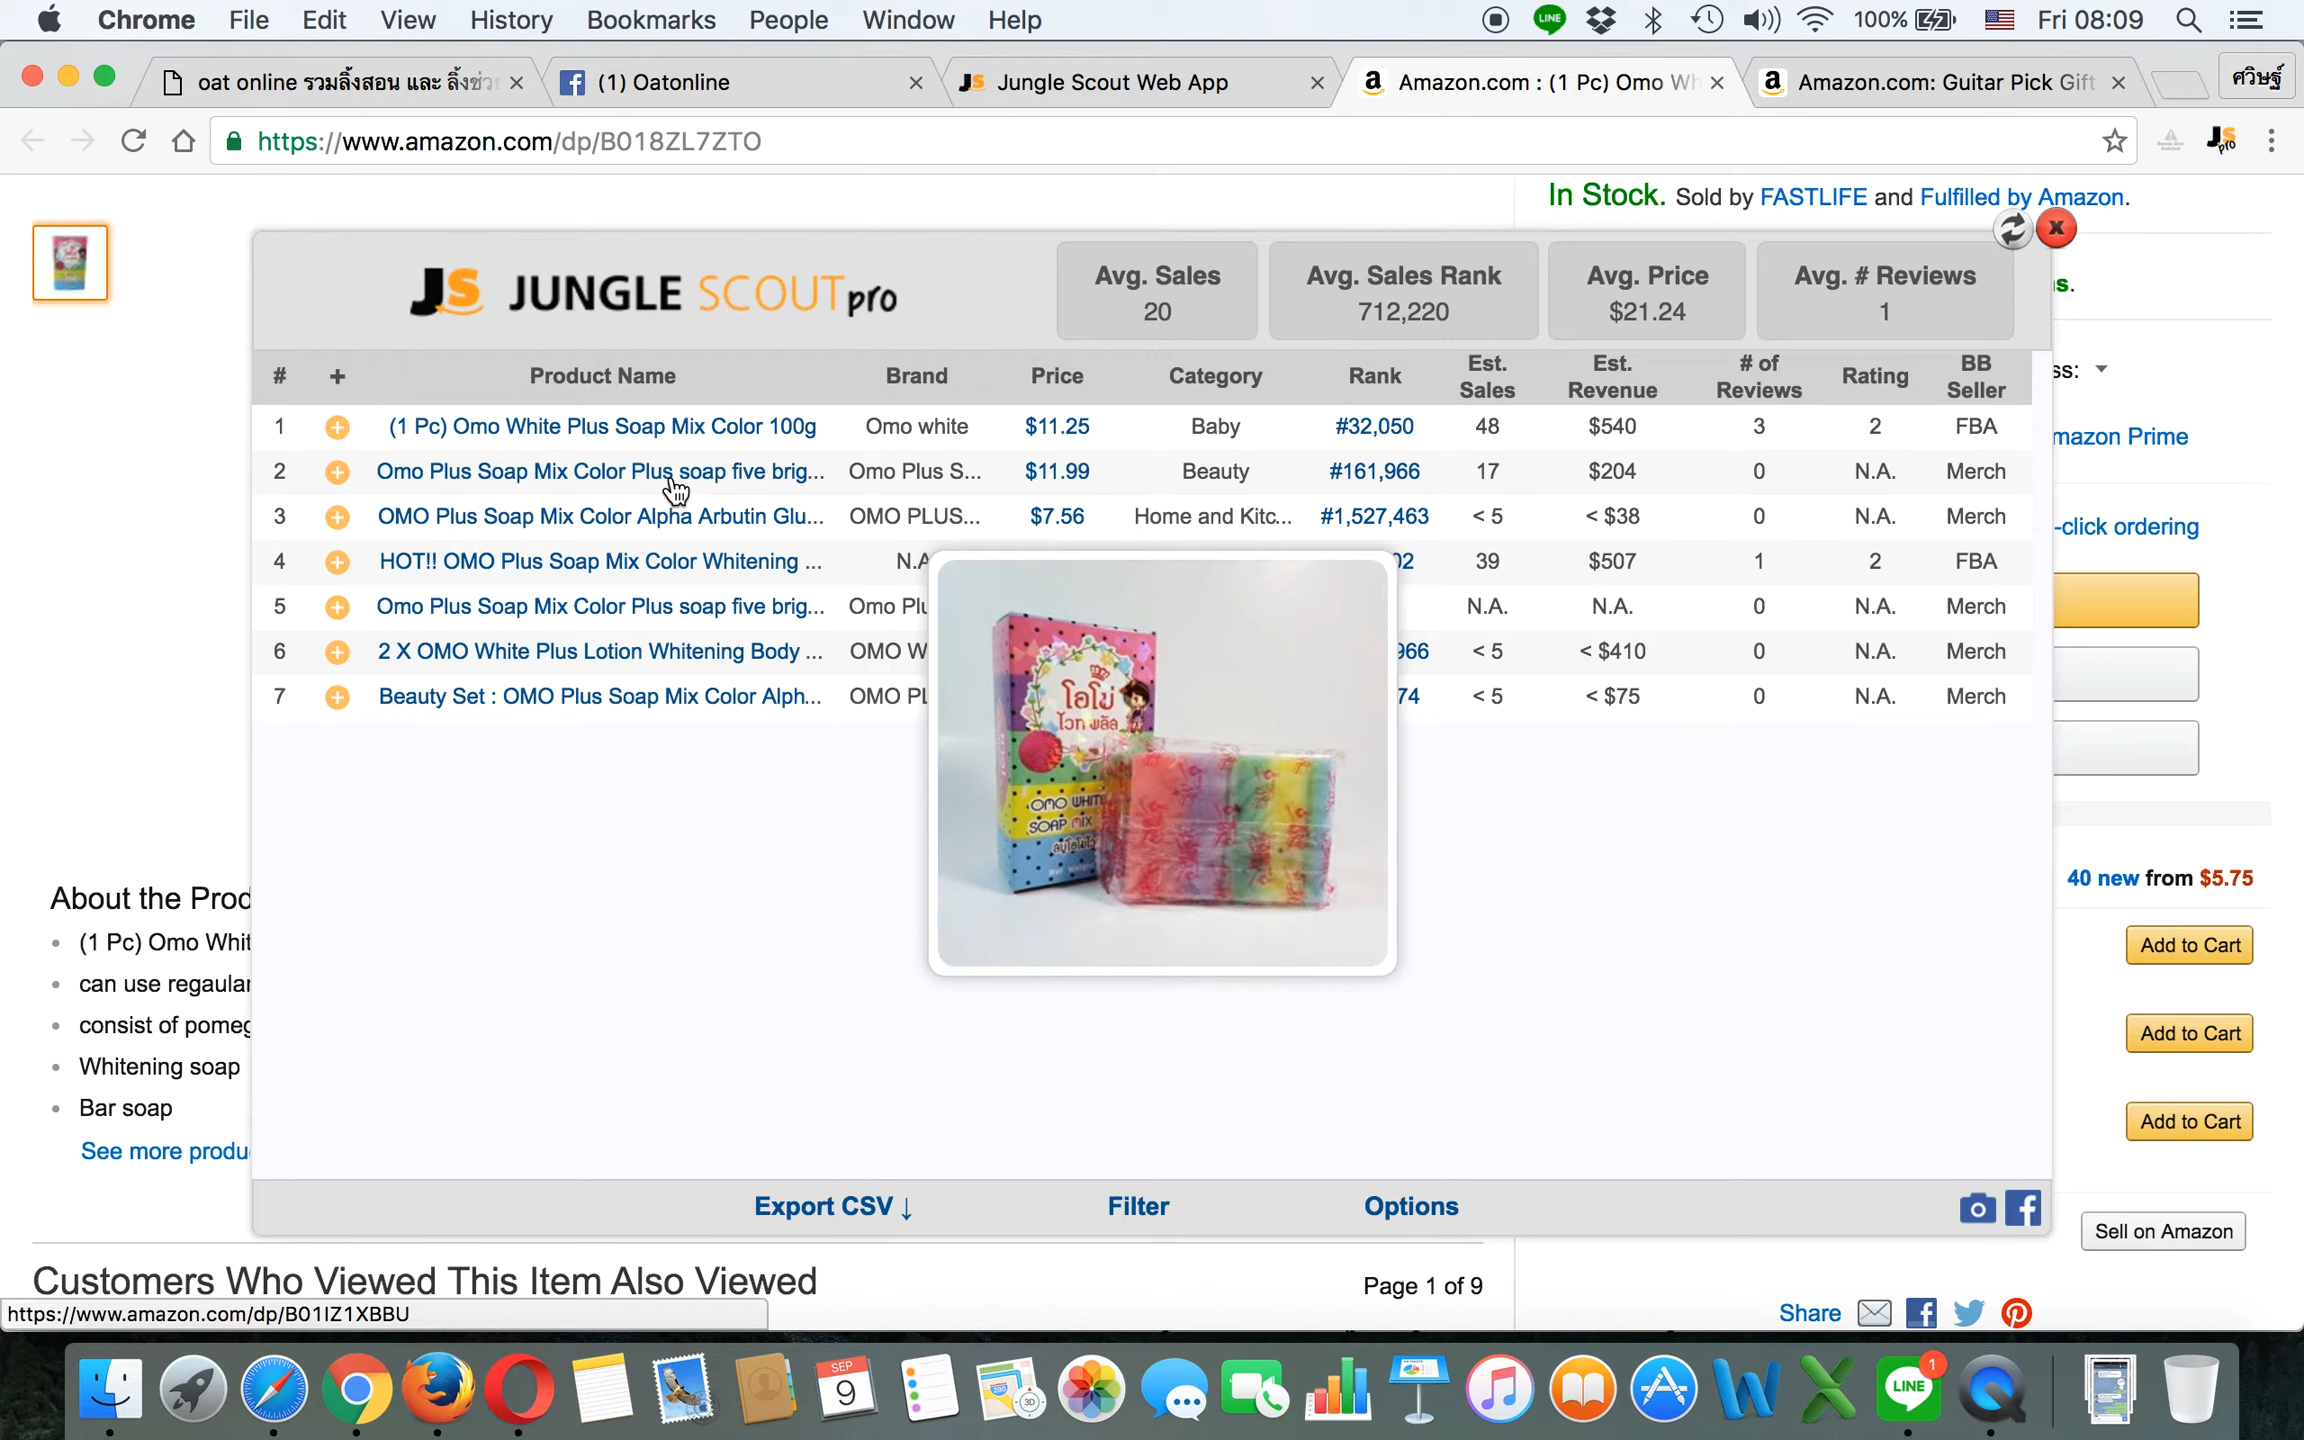 Chrome File Edit View History Bookmarks People Window Help LINE 100% Fri 08:09
oat online รวมลิ้งสอน และ ลิ้งช่ว
(1) Oatonline
Jungle Scout Web App
Amazon.com : (1 Pc) Omo Wh
Amazon.com: Guitar Pick Gift
ศวิษฐ์
https://www.amazon.com/dp/B018ZL7ZTO
JS pro
In Stock. Sold by FASTLIFE and Fulfilled by Amazon.
JS JUNGLE SCOUT pro
Avg. Sales
20
Avg. Sales Rank
712,220
Avg. Price
$21.24
Avg. # Reviews
1
s.
ss:
# + Product Name Brand Price Category Rank Est. Sales Est. Revenue # of Reviews Rating BB Seller
1 (1 Pc) Omo White Plus Soap Mix Color 100g Omo white $11.25 Baby #32,050 48 $540 3 2 FBA
mazon Prime
2 Omo Plus Soap Mix Color Plus soap five brig... Omo Plus S... $11.99 Beauty #161,966 17 $204 0 N.A. Merch
3 OMO Plus Soap Mix Color Alpha Arbutin Glu... OMO PLUS... $7.56 Home and Kitc... #1,527,463 < 5 < $38 0 N.A. Merch
-click ordering
4 HOT!! OMO Plus Soap Mix Color Whitening ... N.A 02 39 $507 1 2 FBA
5 Omo Plus Soap Mix Color Plus soap five brig... Omo Plu N.A. N.A. 0 N.A. Merch
6 2 X OMO White Plus Lotion Whitening Body ... OMO W 966 < 5 < $410 0 N.A. Merch
7 Beauty Set : OMO Plus Soap Mix Color Alph... OMO PL 74 < 5 < $75 0 N.A. Merch
โอโม่
ไวท พลัส
OMO WHITE
SOAP MIX
40 new from $5.75
About the Prod
(1 Pc) Omo Whit
can use regaular
consist of pomeg
Whitening soap
Bar soap
See more produ
Add to Cart
Add to Cart
Add to Cart
Export CSV ↓ Filter Options
Sell on Amazon
Customers Who Viewed This Item Also Viewed
Page 1 of 9
https://www.amazon.com/dp/B01IZ1XBBU
Share
SEP
9
280
3D
LINE
1